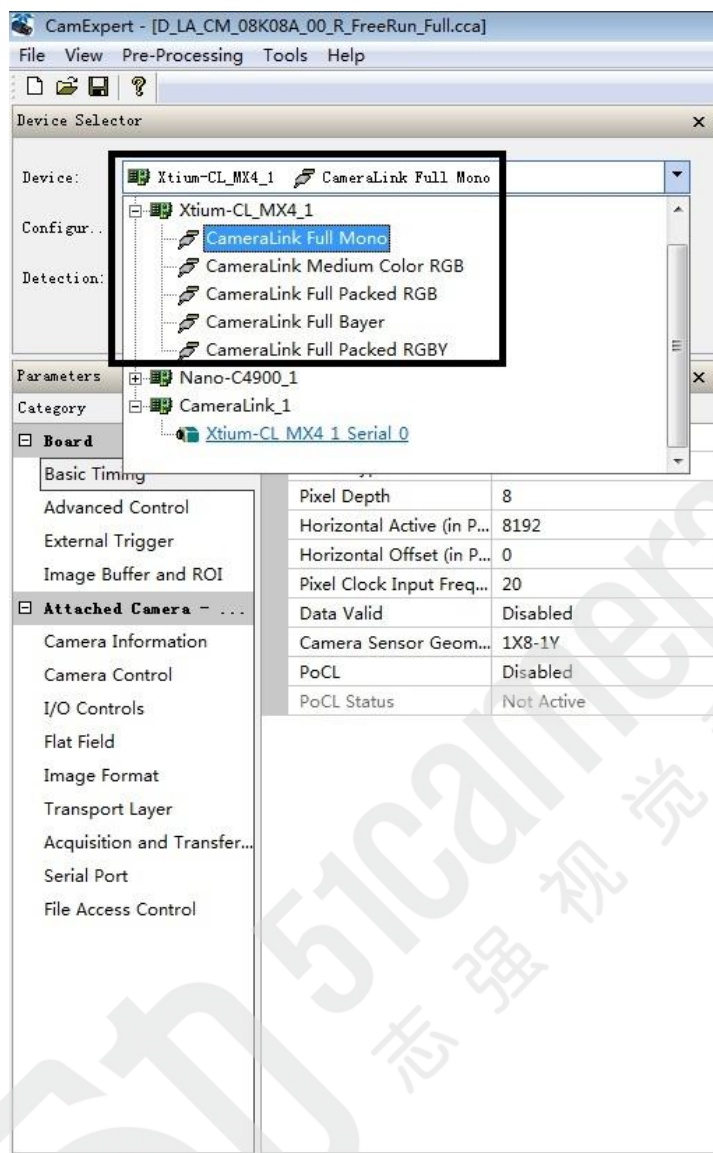 CamExpert - [D_LA_CM_08K08A_00_R_FreeRun_Full.cca]
File View Pre-Processing Tools Help
Device Selector
Device: Xtium-CL_MX4_1 CameraLink Full Mono
Xtium-CL_MX4_1
Configur..
CameraLink Full Mono
CameraLink Medium Color RGB
Detection:
CameraLink Full Packed RGB
CameraLink Full Bayer
CameraLink Full Packed RGBY
Parameters
Nano-C4900_1
Category
CameraLink_1
Board
Xtium-CL_MX4_1_Serial_0
Basic Timing
Pixel Depth 8
Advanced Control
Horizontal Active (in P... 8192
External Trigger
Horizontal Offset (in P... 0
Image Buffer and ROI
Pixel Clock Input Freq... 20
Attached Camera - ...
Data Valid Disabled
Camera Information
Camera Sensor Geom... 1X8-1Y
Camera Control
PoCL Disabled
I/O Controls
PoCL Status Not Active
Flat Field
Image Format
Transport Layer
Acquisition and Transfer...
Serial Port
File Access Control
51camera
志强视觉